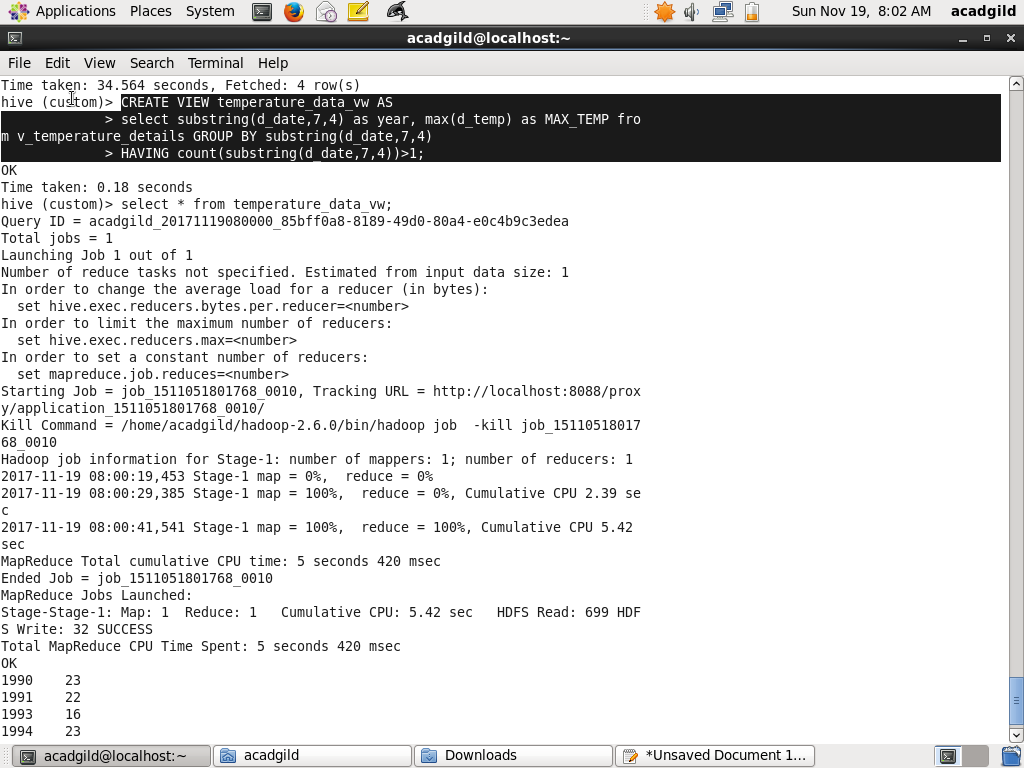 Applications Places System
Sun Nov 19, 8:02 AM acadgild
acadgild@localhost:~
File Edit View Search Terminal Help
Time taken: 34.564 seconds, Fetched: 4 row(s)
hive (custom)> CREATE VIEW temperature_data_vw AS
             > select substring(d_date,7,4) as year, max(d_temp) as MAX_TEMP fro
m v_temperature_details GROUP BY substring(d_date,7,4)
             > HAVING count(substring(d_date,7,4))>1;
OK
Time taken: 0.18 seconds
hive (custom)> select * from temperature_data_vw;
Query ID = acadgild_20171119080000_85bff0a8-8189-49d0-80a4-e0c4b9c3edea
Total jobs = 1
Launching Job 1 out of 1
Number of reduce tasks not specified. Estimated from input data size: 1
In order to change the average load for a reducer (in bytes):
  set hive.exec.reducers.bytes.per.reducer=<number>
In order to limit the maximum number of reducers:
  set hive.exec.reducers.max=<number>
In order to set a constant number of reducers:
  set mapreduce.job.reduces=<number>
Starting Job = job_1511051801768_0010, Tracking URL = http://localhost:8088/prox
y/application_1511051801768_0010/
Kill Command = /home/acadgild/hadoop-2.6.0/bin/hadoop job  -kill job_15110518017
68_0010
Hadoop job information for Stage-1: number of mappers: 1; number of reducers: 1
2017-11-19 08:00:19,453 Stage-1 map = 0%,  reduce = 0%
2017-11-19 08:00:29,385 Stage-1 map = 100%,  reduce = 0%, Cumulative CPU 2.39 se
c
2017-11-19 08:00:41,541 Stage-1 map = 100%,  reduce = 100%, Cumulative CPU 5.42
sec
MapReduce Total cumulative CPU time: 5 seconds 420 msec
Ended Job = job_1511051801768_0010
MapReduce Jobs Launched:
Stage-Stage-1: Map: 1  Reduce: 1   Cumulative CPU: 5.42 sec   HDFS Read: 699 HDF
S Write: 32 SUCCESS
Total MapReduce CPU Time Spent: 5 seconds 420 msec
OK
1990    23
1991    22
1993    16
1994    23
acadgild@localhost:~
acadgild
Downloads
*Unsaved Document 1...